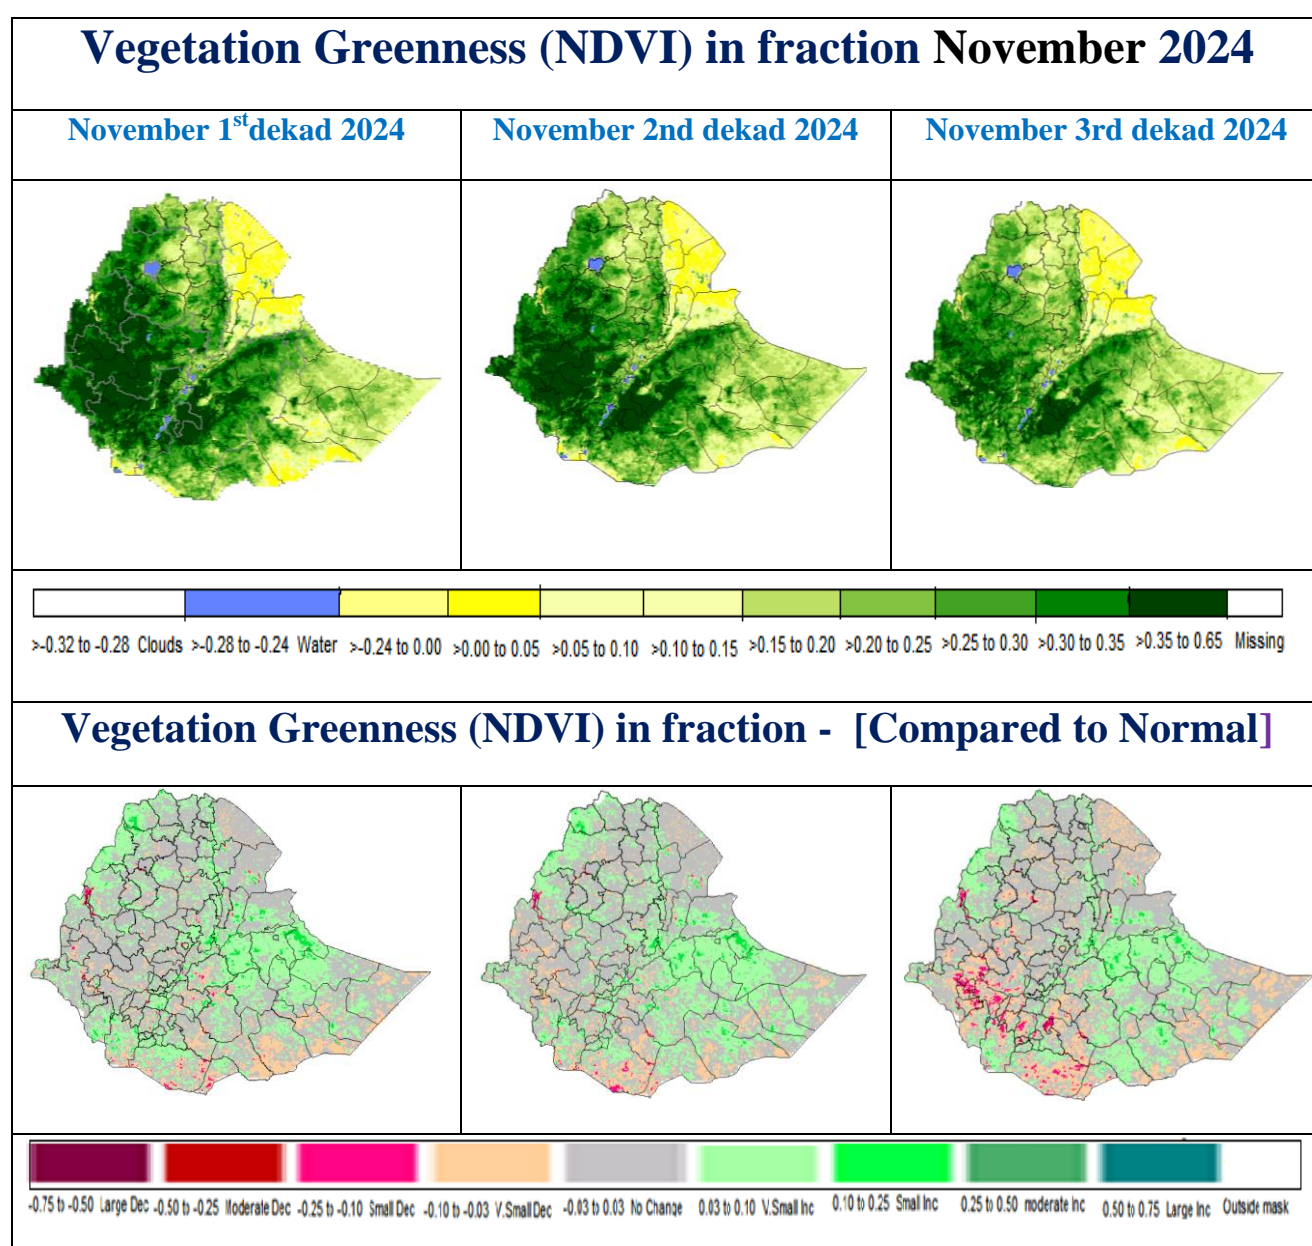 Vegetation Greenness (NDVI) in fraction November 2024
November 1st dekad 2024
November 2nd dekad 2024
November 3rd dekad 2024
>-0.32 to -0.28 Clouds >-0.28 to -0.24 Water >-0.24 to 0.00 >0.00 to 0.05 >0.05 to 0.10 >0.10 to 0.15 >0.15 to 0.20 >0.20 to 0.25 >0.25 to 0.30 >0.30 to 0.35 >0.35 to 0.65 Missing
Vegetation Greenness (NDVI) in fraction - [Compared to Normal]
-0.75 to -0.50 Large Dec -0.50 to -0.25 Moderate Dec -0.25 to -0.10 Small Dec -0.10 to -0.03 V.Small Dec -0.03 to 0.03 No Change 0.03 to 0.10 V.Small Inc 0.10 to 0.25 Small Inc 0.25 to 0.50 moderate Inc 0.50 to 0.75 Large Inc Outside mask